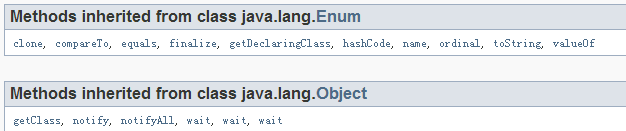 Methods inherited from class java.lang.Enum
clone, compareTo, equals, finalize, getDeclaringClass, hashCode, name, ordinal, toString, valueOf
Methods inherited from class java.lang.Object
getClass, notify, notifyAll, wait, wait, wait